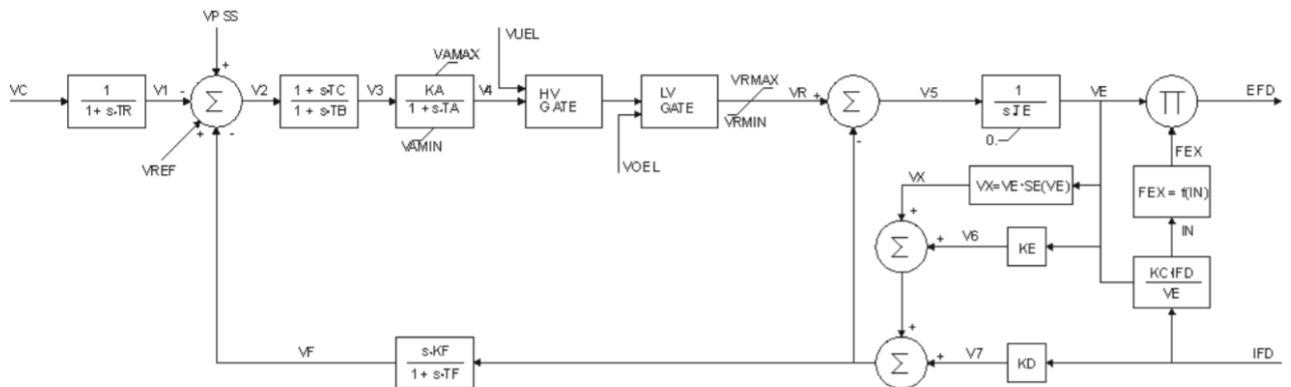 VPSS
VUEL
VC
1
1 + s·TR
V1
-
+
Σ
+
-
VREF
V2
1 + s·TC
1 + s·TB
V3
VAMAX
KA
1 + s·TA
VAMIN
V4
HV
GATE
LV
GATE
VOEL
VRMAX
VRMIN
VR
+
Σ
-
V5
1
s.TE
0.
VE
Π
EFD
FEX
FEX = f(IN)
IN
KC·IFD
VE
VX
VX=VE·SE(VE)
+
Σ
+
V6
KE
+
Σ
+
V7
KD
IFD
VF
s·KF
1 + s·TF